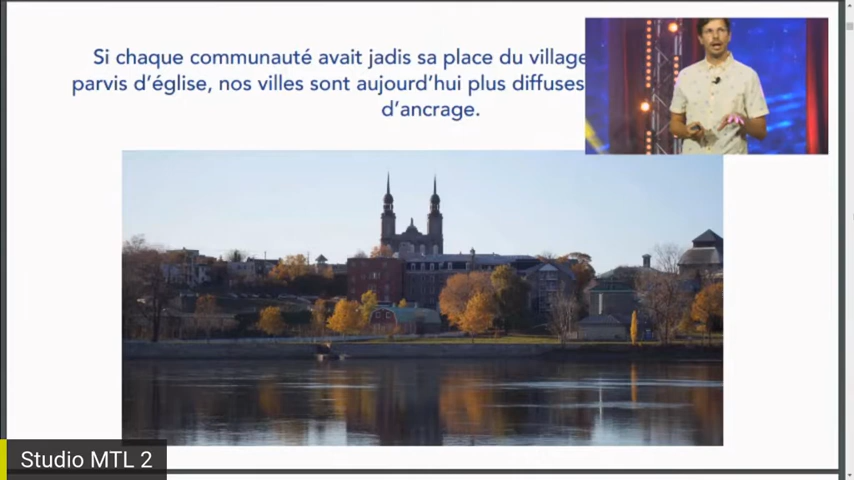 Si chaque communauté avait jadis sa place du village
parvis d'église, nos villes sont aujourd'hui plus diffuses
d'ancrage.
Studio MTL 2